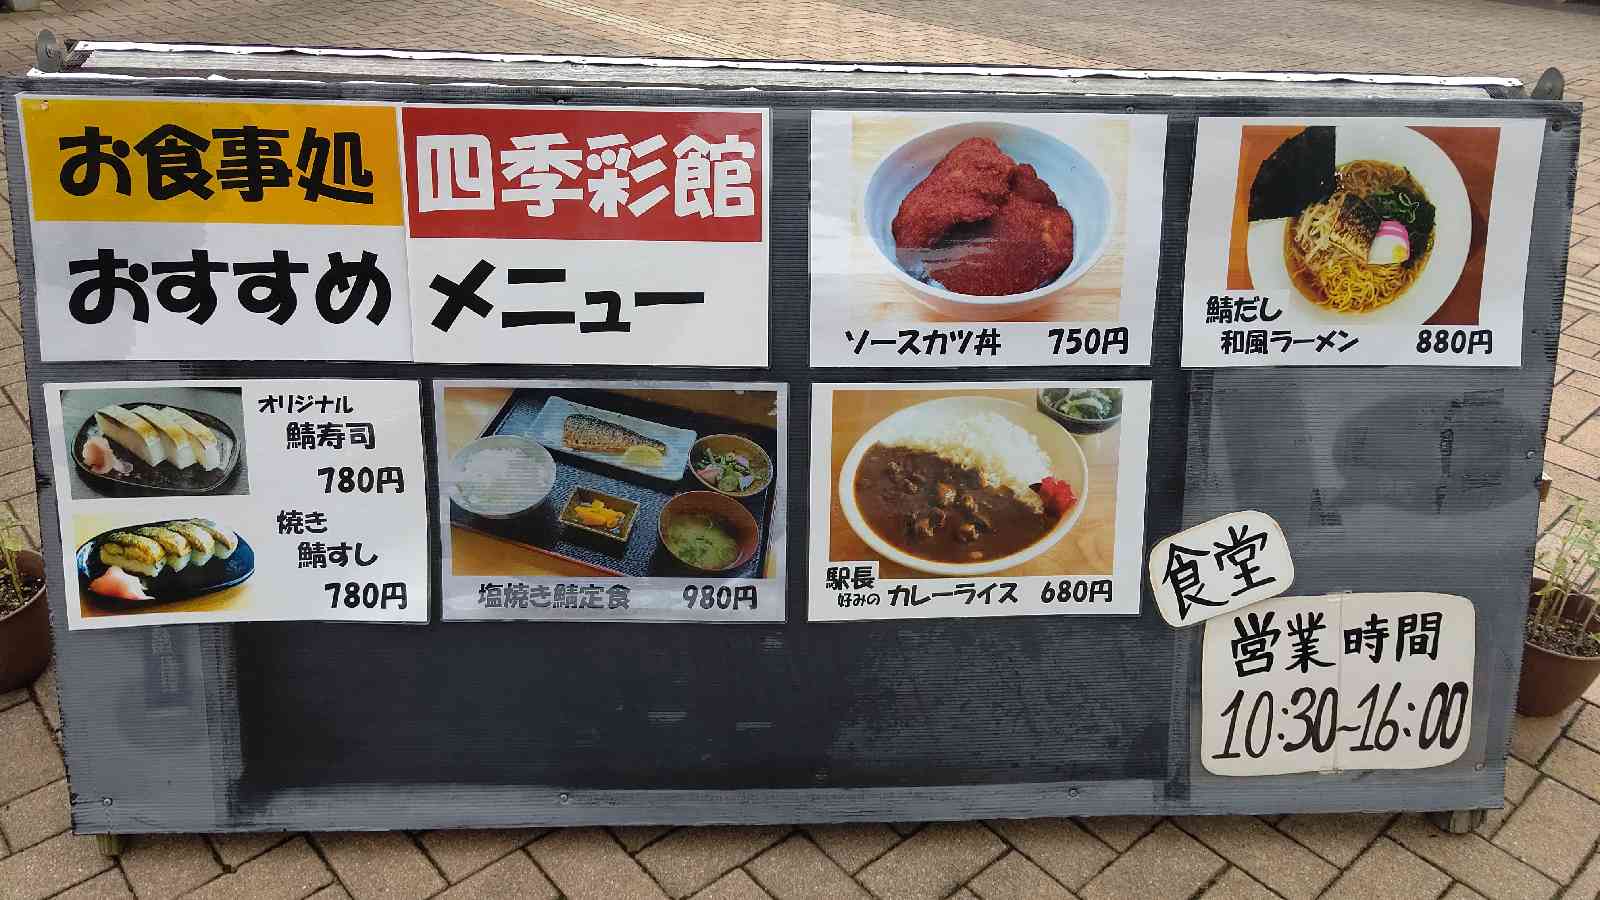 お食事処 四季彩館
おすすめ メニュー
ソースカツ丼 750円
鯖だし
和風ラーメン 880円
オリジナル
鯖寿司
780円
焼き
鯖すし
780円
塩焼き鯖定食 980円
駅長
好みの カレーライス 680円
食堂
営業時間
10:30~16:00